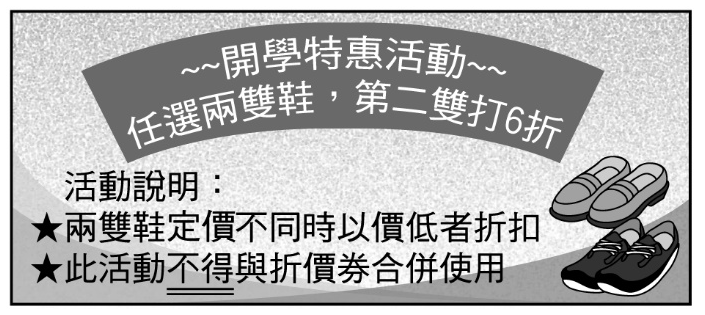 ~~開學特惠活動~~
任選兩雙鞋，第二雙打6折
活動說明：
★兩雙鞋定價不同時以價低者折扣
★此活動不得與折價券合併使用